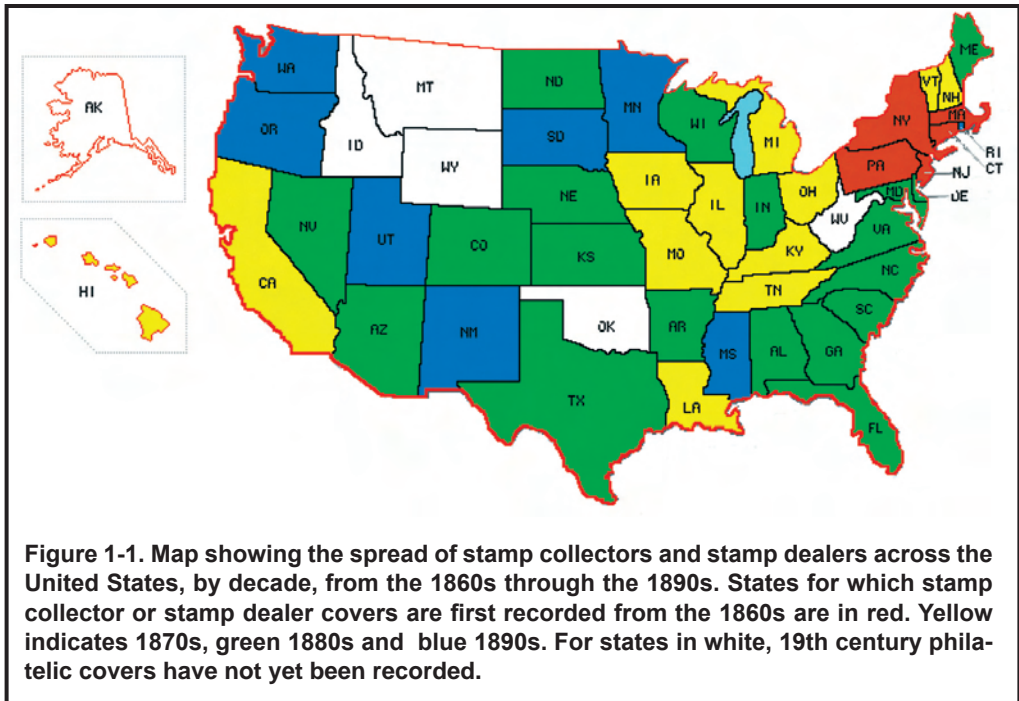 AK
HI
WA
OR
CA
ID
NV
MT
WY
UT
AZ
CO
NM
ND
SD
NE
KS
OK
TX
MN
IA
MO
AR
LA
WI
IL
MI
IN
OH
KY
TN
MS
AL
GA
FL
SC
NC
VA
WV
MD
PA
NY
VT
NH
ME
MA
RI
CT
NJ
DE
Figure 1-1. Map showing the spread of stamp collectors and stamp dealers across the
United States, by decade, from the 1860s through the 1890s. States for which stamp
collector or stamp dealer covers are first recorded from the 1860s are in red. Yellow
indicates 1870s, green 1880s and blue 1890s. For states in white, 19th century phila-
telic covers have not yet been recorded.